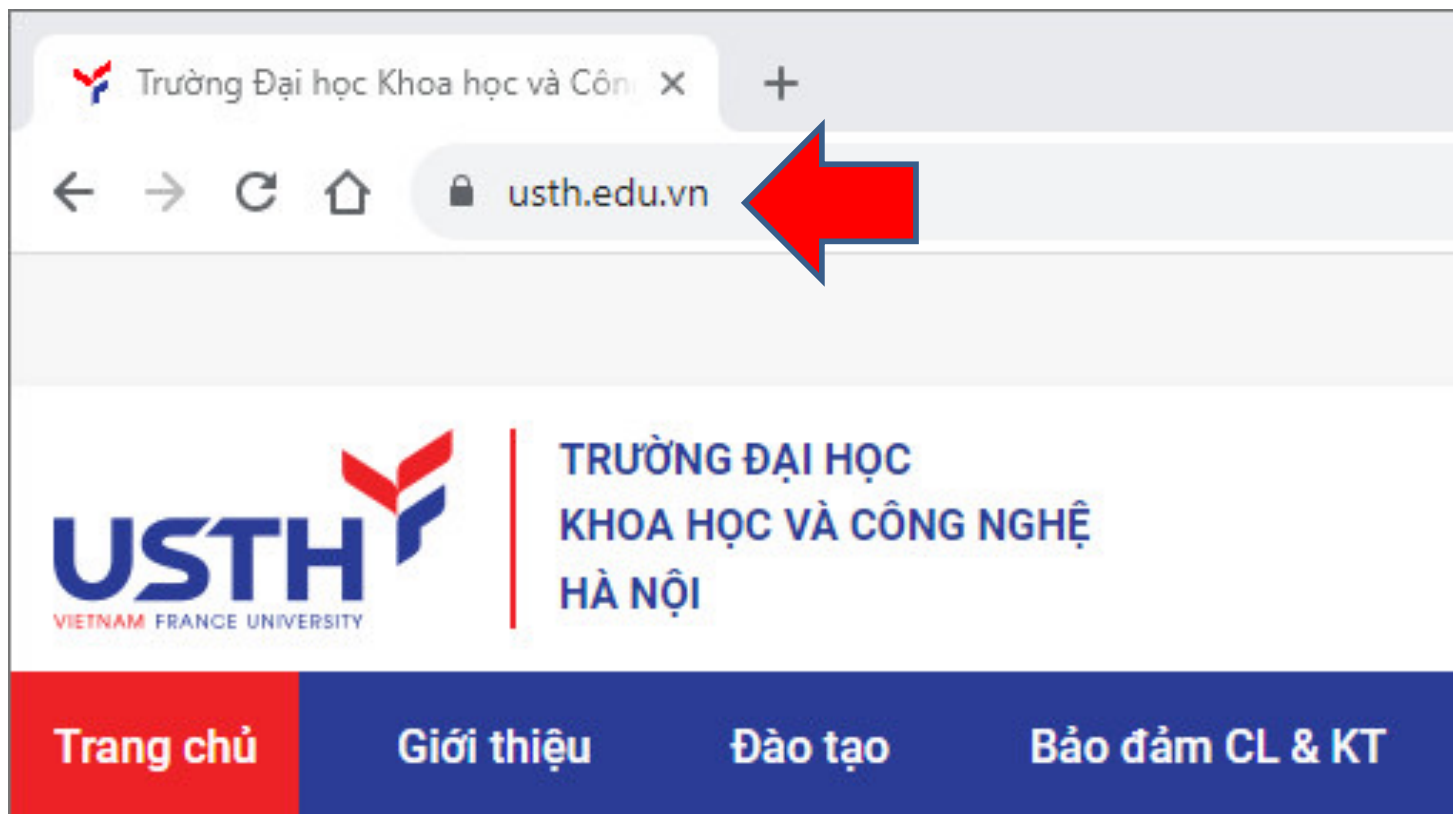 Trường Đại học Khoa học và Côn
usth.edu.vn
USTH
VIETNAM FRANCE UNIVERSITY
TRƯỜNG ĐẠI HỌC
KHOA HỌC VÀ CÔNG NGHỆ
HÀ NỘI
Trang chủ Giới thiệu Đào tạo Bảo đảm CL & KT